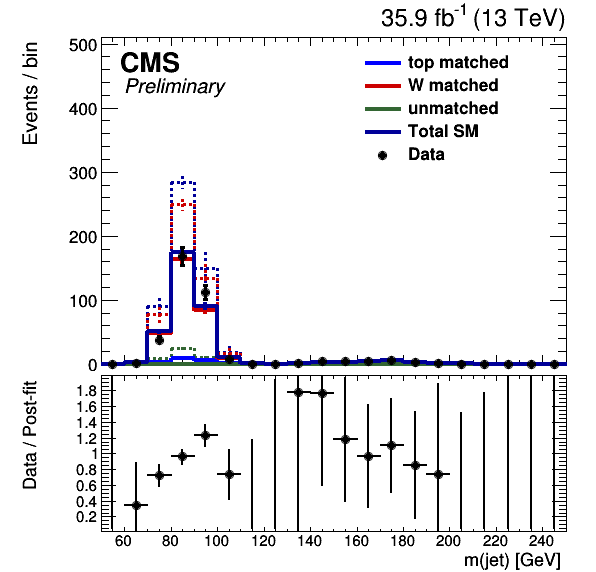 35.9 fb⁻¹ (13 TeV)
CMS
Preliminary
top matched
W matched
unmatched
Total SM
Data
Events / bin
500
400
300
200
100
0
Data / Post-fit
1.8
1.6
1.4
1.2
1
0.8
0.6
0.4
0.2
60 80 100 120 140 160 180 200 220 240
m(jet) [GeV]